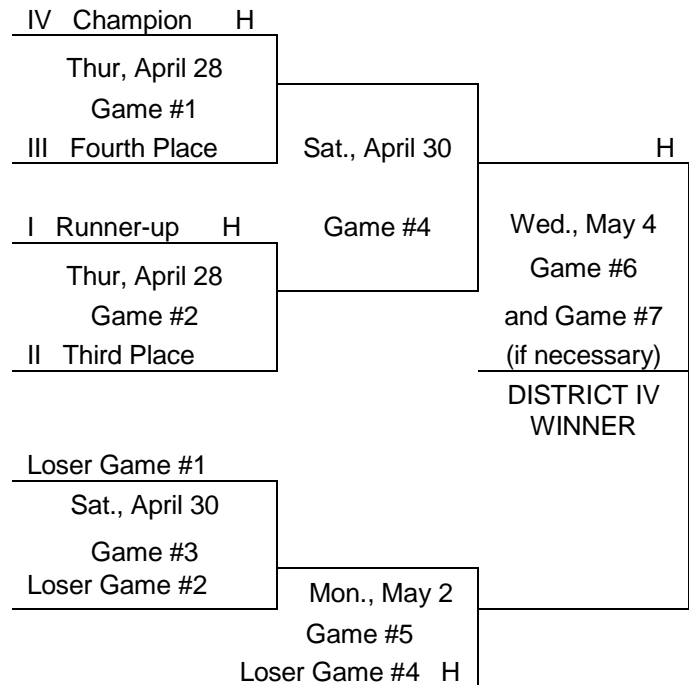 IV Champion H
Thur, April 28
Game #1
III Fourth Place
Sat., April 30
H
I Runner-up H
Game #4
Wed., May 4
Thur, April 28
Game #6
Game #2
and Game #7
II Third Place
(if necessary)
DISTRICT IV
WINNER
Loser Game #1
Sat., April 30
Game #3
Loser Game #2
Mon., May 2
Game #5
Loser Game #4 H